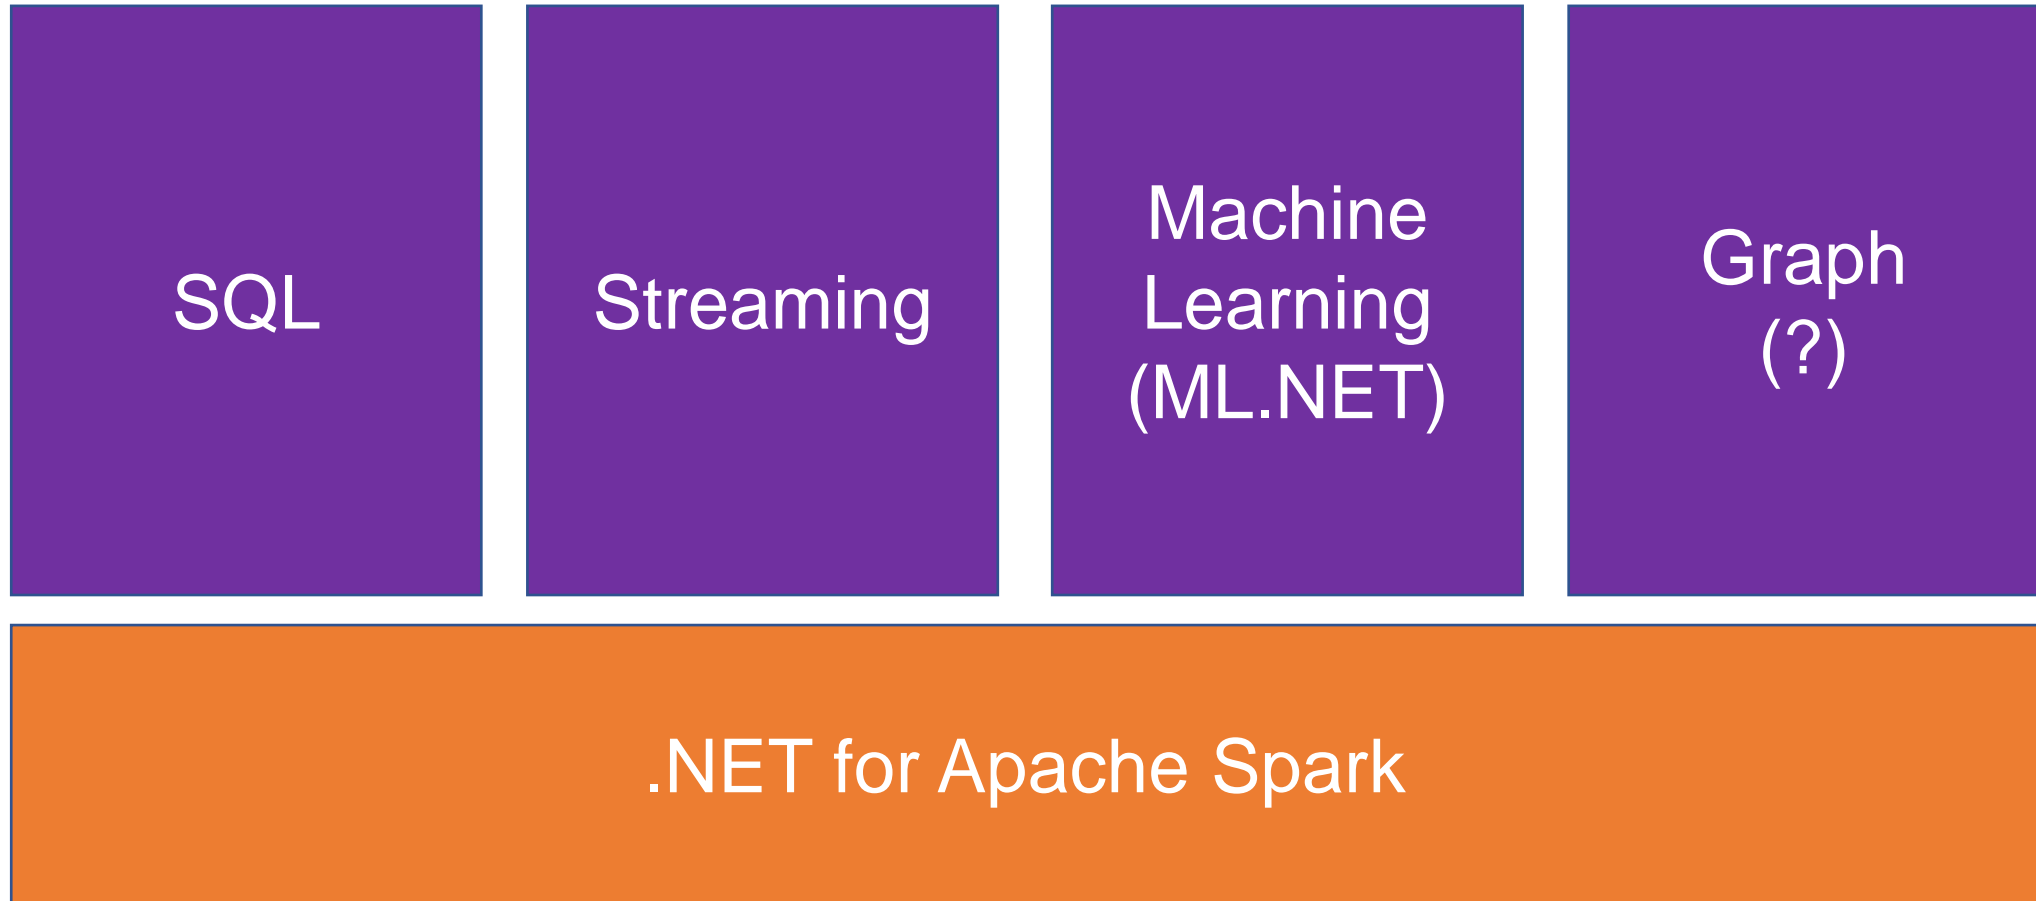 SQL
Streaming
Machine
Learning
(ML.NET)
Graph
(?)
.NET for Apache Spark